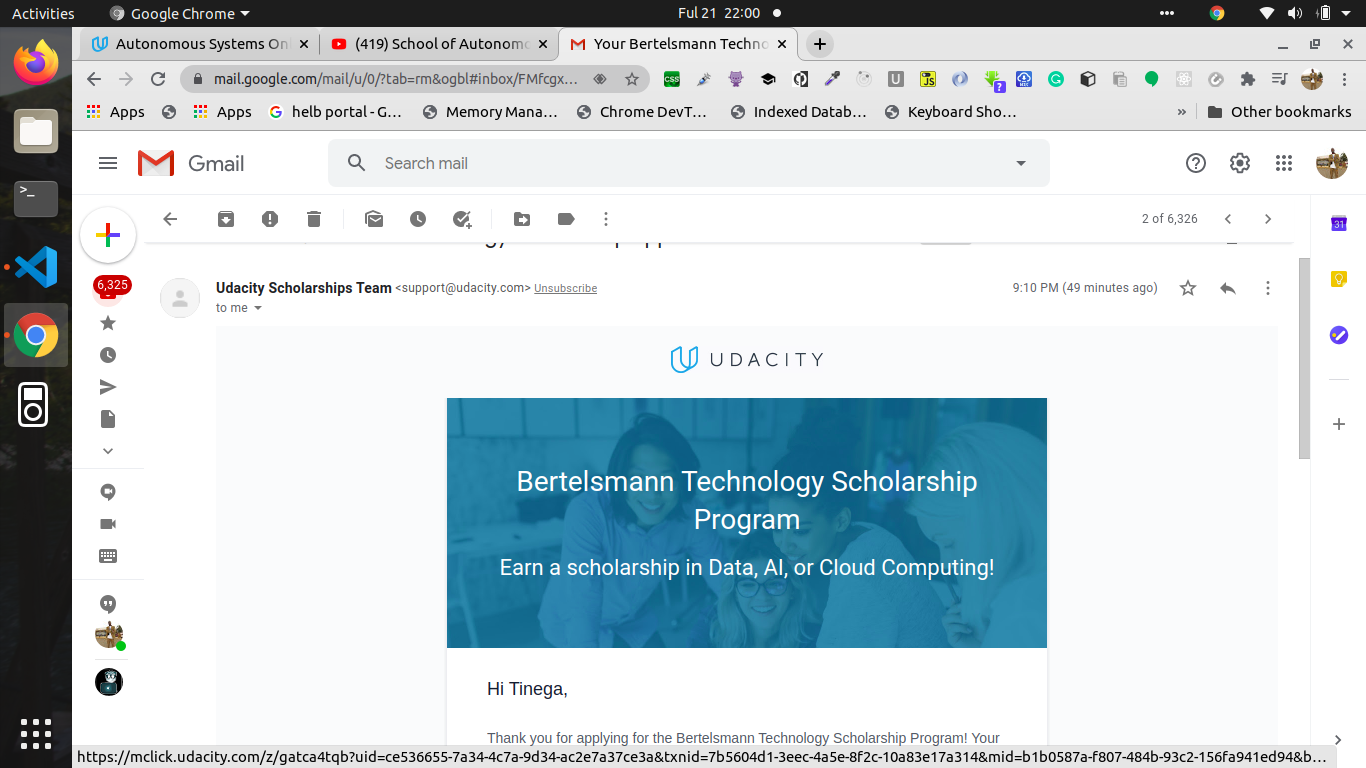 Activities Google Chrome Ful 21 22:00
Autonomous Systems Onl (419) School of Autonomo Your Bertelsmann Techno
mail.google.com/mail/u/0/?tab=rm&ogbl#inbox/FMfcgx…
Apps Apps helb portal - G… Memory Mana… Chrome DevT… Indexed Datab… Keyboard Sho… » Other bookmarks
Gmail Search mail
2 of 6,326
31
6,325
Udacity Scholarships Team <support@udacity.com> Unsubscribe 9:10 PM (49 minutes ago)
to me
UDACITY
Bertelsmann Technology Scholarship
Program
Earn a scholarship in Data, AI, or Cloud Computing!
Hi Tinega,
Thank you for applying for the Bertelsmann Technology Scholarship Program! Your
https://mclick.udacity.com/z/gatca4tqb?uid=ce536655-7a34-4c7a-9d34-ac2e7a37ce3a&txnid=7b5604d1-3eec-4a5e-8f2c-10a83e17a314&mid=b1b0587a-f807-484b-93c2-156fa941ed94&b…